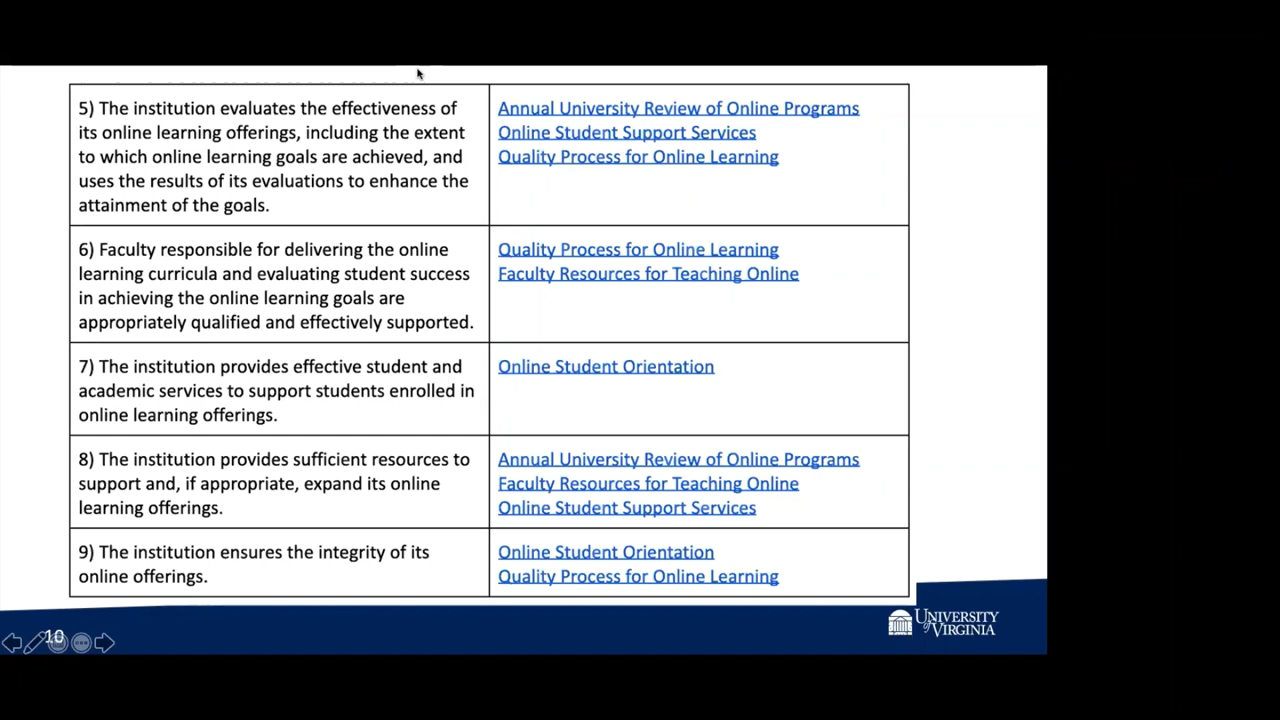 5) The institution evaluates the effectiveness of
its online learning offerings, including the extent
to which online learning goals are achieved, and
uses the results of its evaluations to enhance the
attainment of the goals.
Annual University Review of Online Programs
Online Student Support Services
Quality Process for Online Learning
6) Faculty responsible for delivering the online
learning curricula and evaluating student success
in achieving the online learning goals are
appropriately qualified and effectively supported.
Quality Process for Online Learning
Faculty Resources for Teaching Online
7) The institution provides effective student and
academic services to support students enrolled in
online learning offerings.
Online Student Orientation
8) The institution provides sufficient resources to
support and, if appropriate, expand its online
learning offerings.
Annual University Review of Online Programs
Faculty Resources for Teaching Online
Online Student Support Services
9) The institution ensures the integrity of its
online offerings.
Online Student Orientation
Quality Process for Online Learning
10
UNIVERSITY
of VIRGINIA